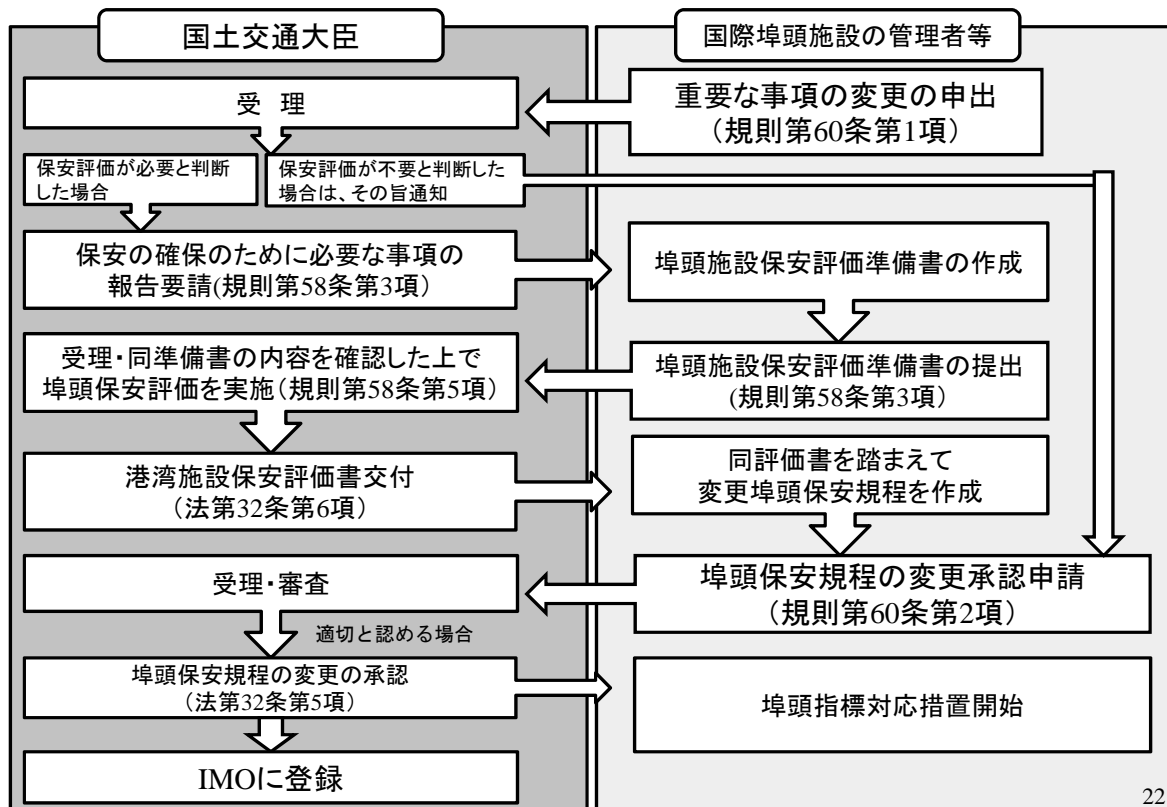 国土交通大臣
国際埠頭施設の管理者等
受 理
重要な事項の変更の申出
（規則第60条第1項）
保安評価が必要と判断
した場合
保安評価が不要と判断した
場合は、その旨通知
保安の確保のために必要な事項の
報告要請(規則第58条第3項）
埠頭施設保安評価準備書の作成
受理・同準備書の内容を確認した上で
埠頭保安評価を実施（規則第58条第5項）
埠頭施設保安評価準備書の提出
(規則第58条第3項）
港湾施設保安評価書交付
（法第32条第6項）
同評価書を踏まえて
変更埠頭保安規程を作成
受理・審査
埠頭保安規程の変更承認申請
（規則第60条第2項）
適切と認める場合
埠頭保安規程の変更の承認
（法第32条第5項）
埠頭指標対応措置開始
IMOに登録
22